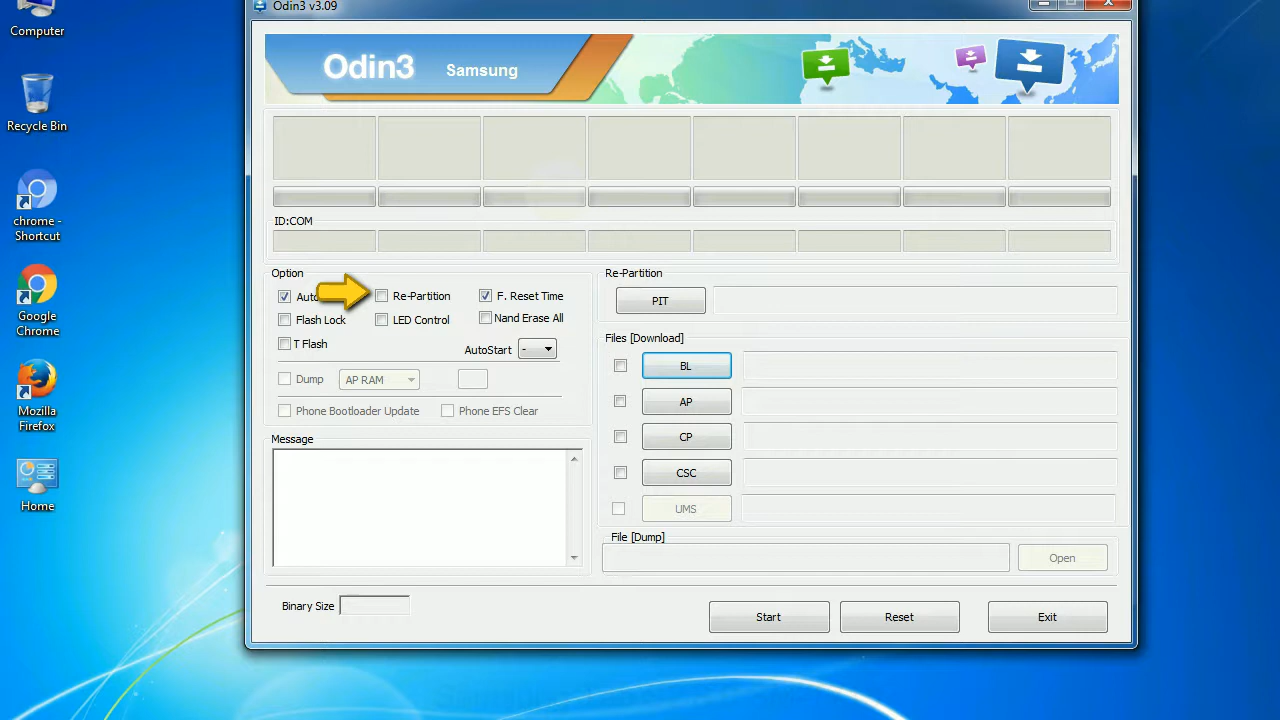 Computer
Recycle Bin
chrome -
Shortcut
Google
Chrome
Mozilla
Firefox
Home
Odin3 v3.09
Odin3 Samsung
ID:COM
Option
Re-Partition F. Reset Time
Flash Lock LED Control Nand Erase All
T Flash AutoStart -
Dump AP RAM
Phone Bootloader Update Phone EFS Clear
Message
Re-Partition
PIT
Files [Download]
BL
AP
CP
CSC
UMS
File [Dump]
Open
Binary Size
Start Reset Exit